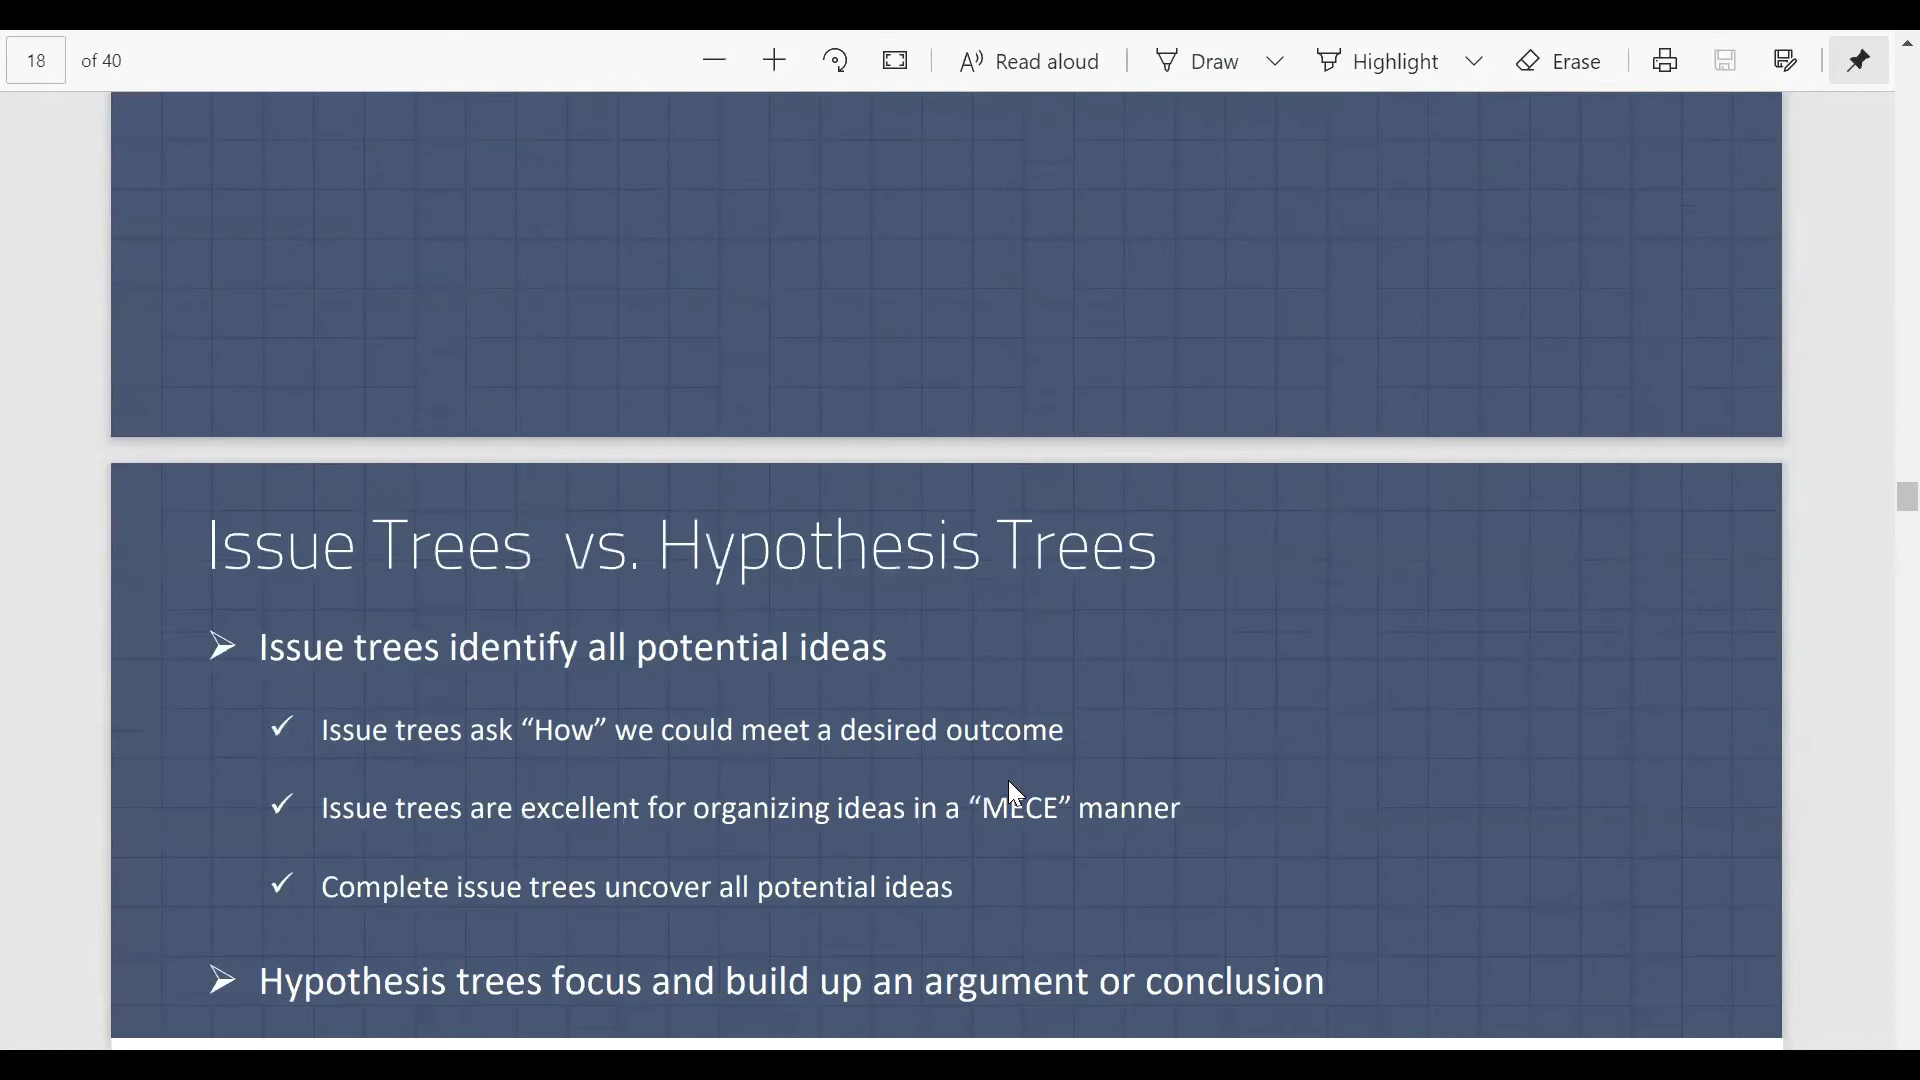 18 of 40 Read aloud Draw Highlight Erase
Issue Trees vs. Hypothesis Trees
Issue trees identify all potential ideas
Issue trees ask “How” we could meet a desired outcome
Issue trees are excellent for organizing ideas in a “MECE” manner
Complete issue trees uncover all potential ideas
Hypothesis trees focus and build up an argument or conclusion